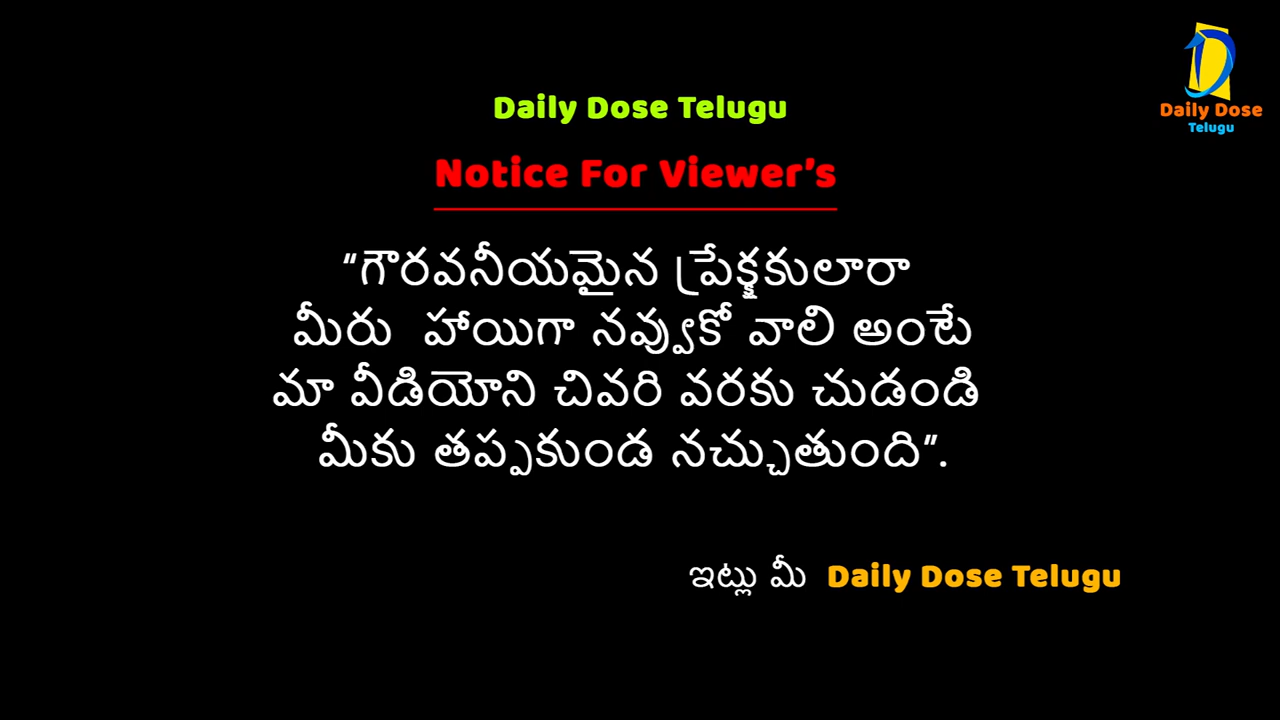 Daily Dose
Telugu
Daily Dose Telugu
Notice For Viewer's
"గౌరవనీయమైన ప్రేక్షకులారా
మీరు హాయిగా నవ్వుకో వాలి అంటే
మా వీడియోని చివరి వరకు చుడండి
మీకు తప్పకుండ నచ్చుతుంది".
ఇట్లు మీ Daily Dose Telugu